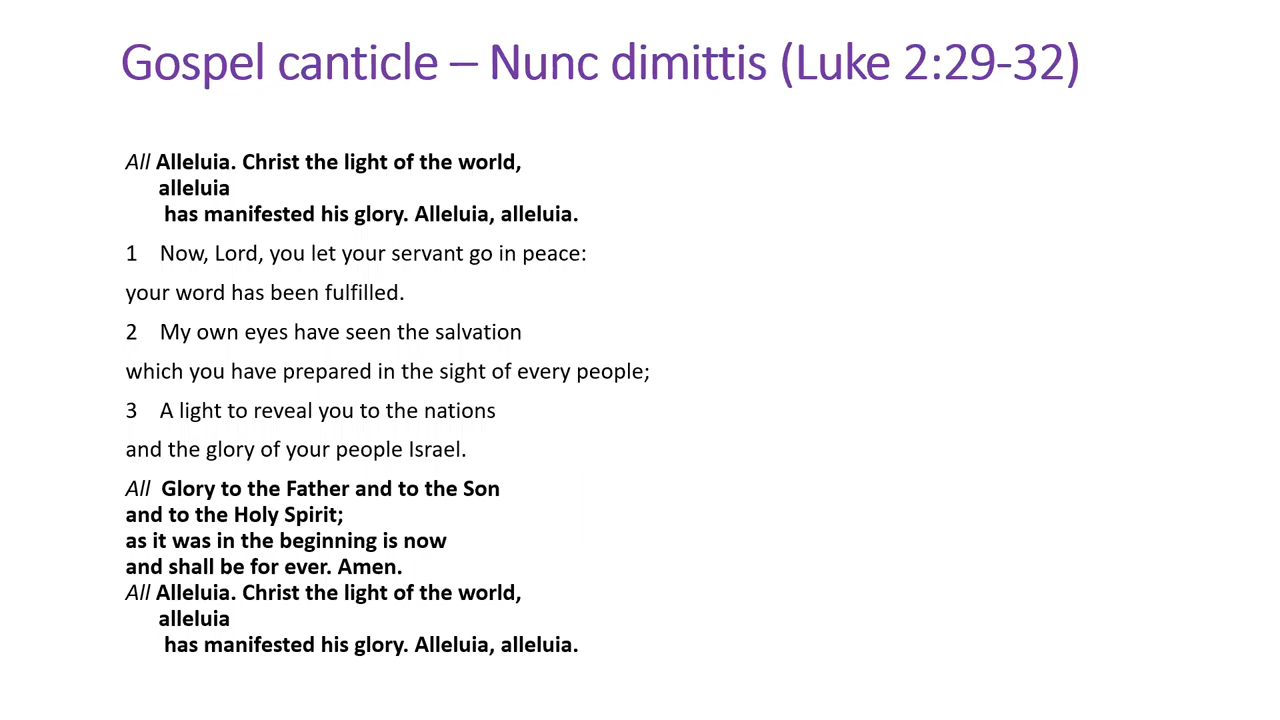 Gospel canticle – Nunc dimittis (Luke 2:29-32)
All Alleluia. Christ the light of the world,
alleluia
has manifested his glory. Alleluia, alleluia.
1 Now, Lord, you let your servant go in peace:
your word has been fulfilled.
2 My own eyes have seen the salvation
which you have prepared in the sight of every people;
3 A light to reveal you to the nations
and the glory of your people Israel.
All Glory to the Father and to the Son
and to the Holy Spirit;
as it was in the beginning is now
and shall be for ever. Amen.
All Alleluia. Christ the light of the world,
alleluia
has manifested his glory. Alleluia, alleluia.